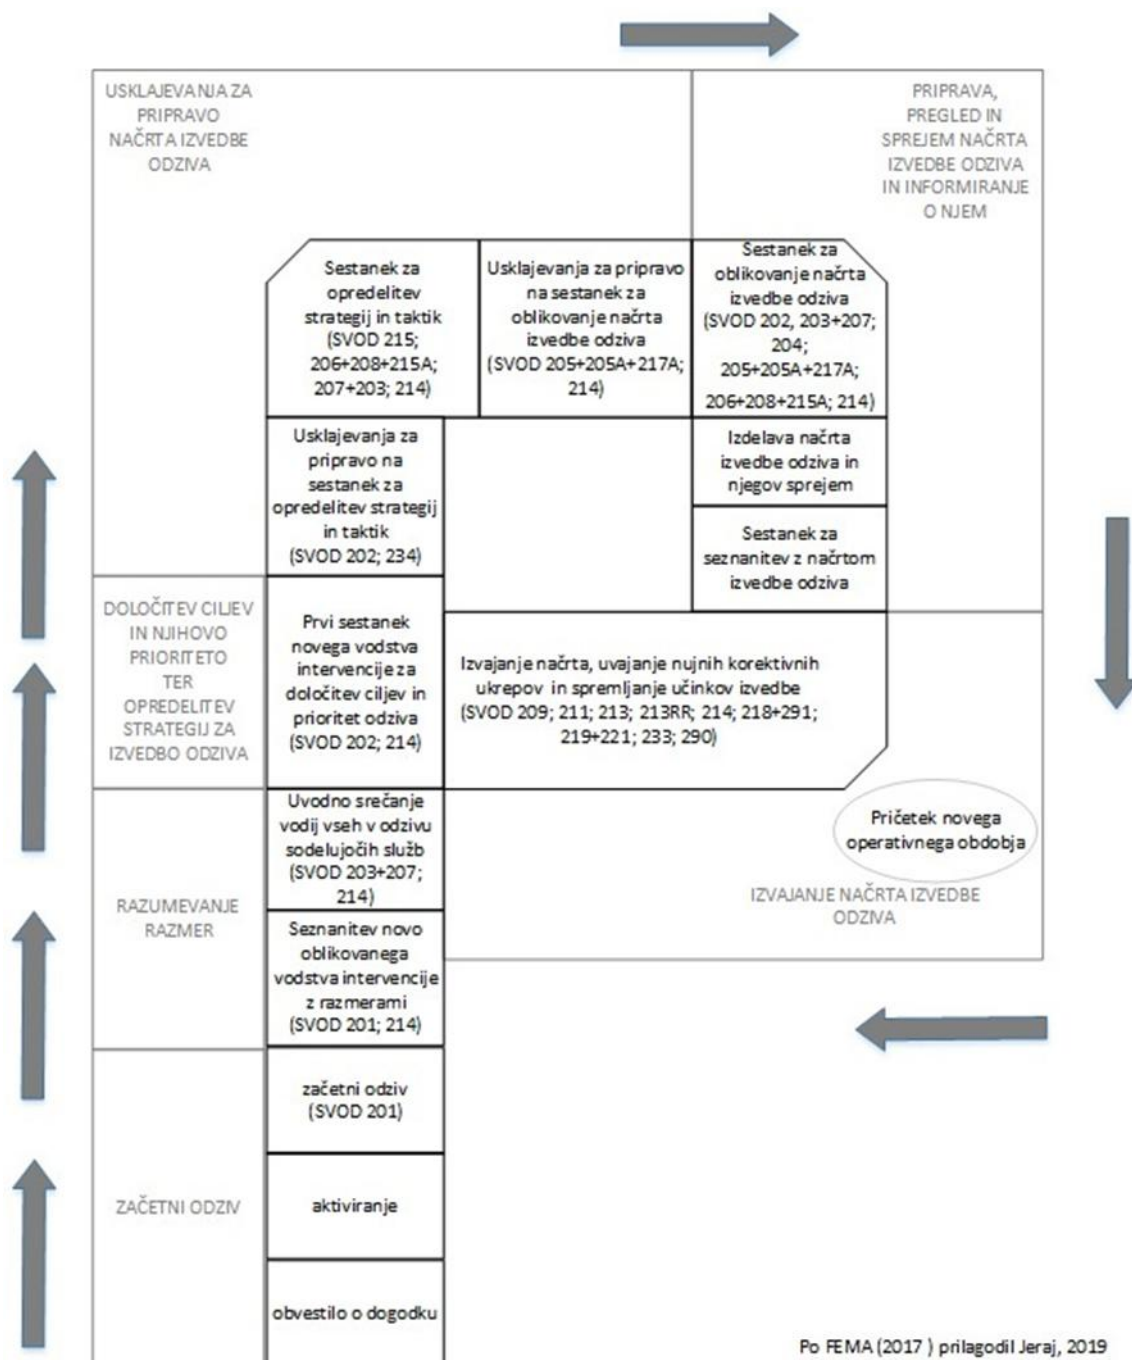 USKLAJEVANJA ZA
PRIPRAVO
NAČRTA IZVEDBE
ODZIVA
PRIPRAVA,
PREGLED IN
SPREJEM NAČRTA
IZVEDBE ODZIVA
IN INFORMIRANJE
O NJEM
Sestanek za
opredelitev
strategij in taktik
(SVOD 215;
206+208+215A;
207+203; 214)
Usklajevanja za pripravo
na sestanek za
oblikovanje načrta
izvedbe odziva
(SVOD 205+205A+217A;
214)
Sestanek za
oblikovanje načrta
izvedbe odziva
(SVOD 202, 203+207;
204;
205+205A+217A;
206+208+215A; 214)
Usklajevanja za
pripravo na
sestanek za
opredelitev strategij
in taktik
(SVOD 202; 234)
Izdelava načrta
izvedbe odziva in
njegov sprejem
Sestanek za
seznanitev z načrtom
izvedbe odziva
DOLOČITEV CILJEV
IN NJIHOVO
PRIORITETO
TER
OPREDELITEV
STRATEGIJ ZA
IZVEDBO ODZIVA
Prvi sestanek
novega vodstva
intervencije za
določitev ciljev in
prioritet odziva
(SVOD 202; 214)
Izvajanje načrta, uvajanje nujnih korektivnih
ukrepov in spremljanje učinkov izvedbe
(SVOD 209; 211; 213; 213RR; 214; 218+291;
219+221; 233; 290)
Pričetek novega
operativnega obdobja
IZVAJANJE NAČRTA IZVEDBE
ODZIVA
RAZUMEVANJE
RAZMER
Uvodno srečanje
vodij vseh v odzivu
sodelujočih služb
(SVOD 203+207;
214)
Seznanitev novo
oblikovanega
vodstva intervencije
z razmerami
(SVOD 201; 214)
ZAČETNI ODZIV
začetni odziv
(SVOD 201)
aktiviranje
obvestilo o dogodku
Po FEMA (2017 ) prilagodil Jeraj, 2019